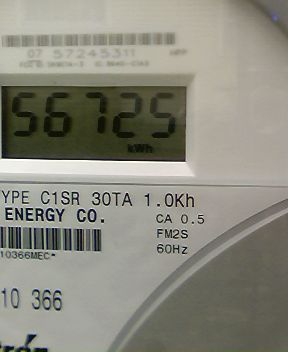 07 57245311
56725
kWh
YPE C1SR 30TA 1.0Kh
ENERGY CO.
CA 0.5
FM2S
60Hz
10366MEC*
10 366
trón